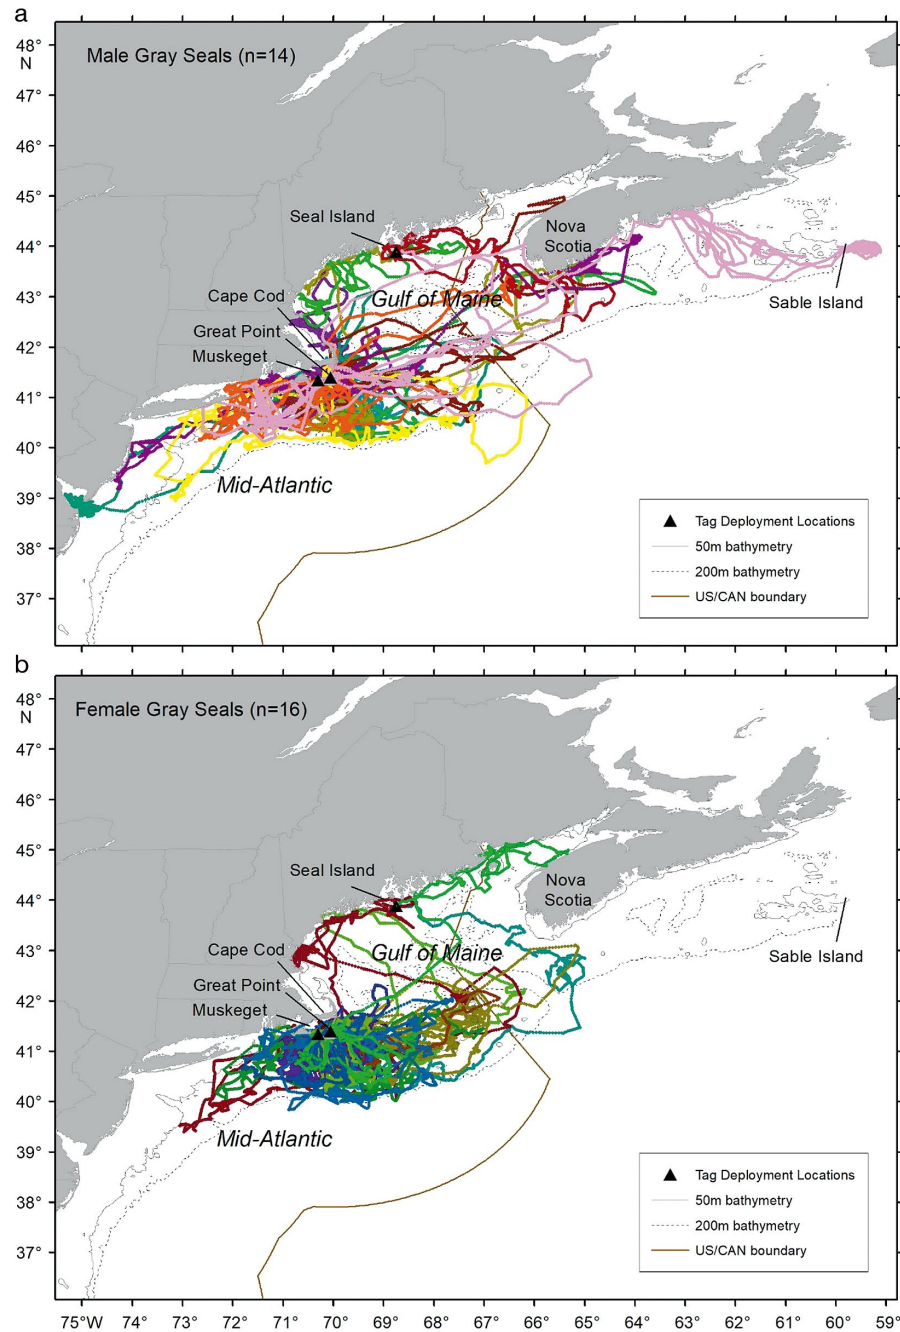 a
Male Gray Seals (n=14)
48°
N
47°
46°
45°
44°
43°
42°
41°
40°
39°
38°
37°
Seal Island
Nova
Scotia
Cape Cod
Gulf of Maine
Great Point
Muskeget
Sable Island
Mid-Atlantic
Tag Deployment Locations
50m bathymetry
200m bathymetry
US/CAN boundary
b
Female Gray Seals (n=16)
48°
N
47°
46°
45°
44°
43°
42°
41°
40°
39°
38°
37°
Seal Island
Nova
Scotia
Cape Cod
Gulf of Maine
Great Point
Muskeget
Sable Island
Mid-Atlantic
Tag Deployment Locations
50m bathymetry
200m bathymetry
US/CAN boundary
75°W 74° 73° 72° 71° 70° 69° 68° 67° 66° 65° 64° 63° 62° 61° 60° 59°